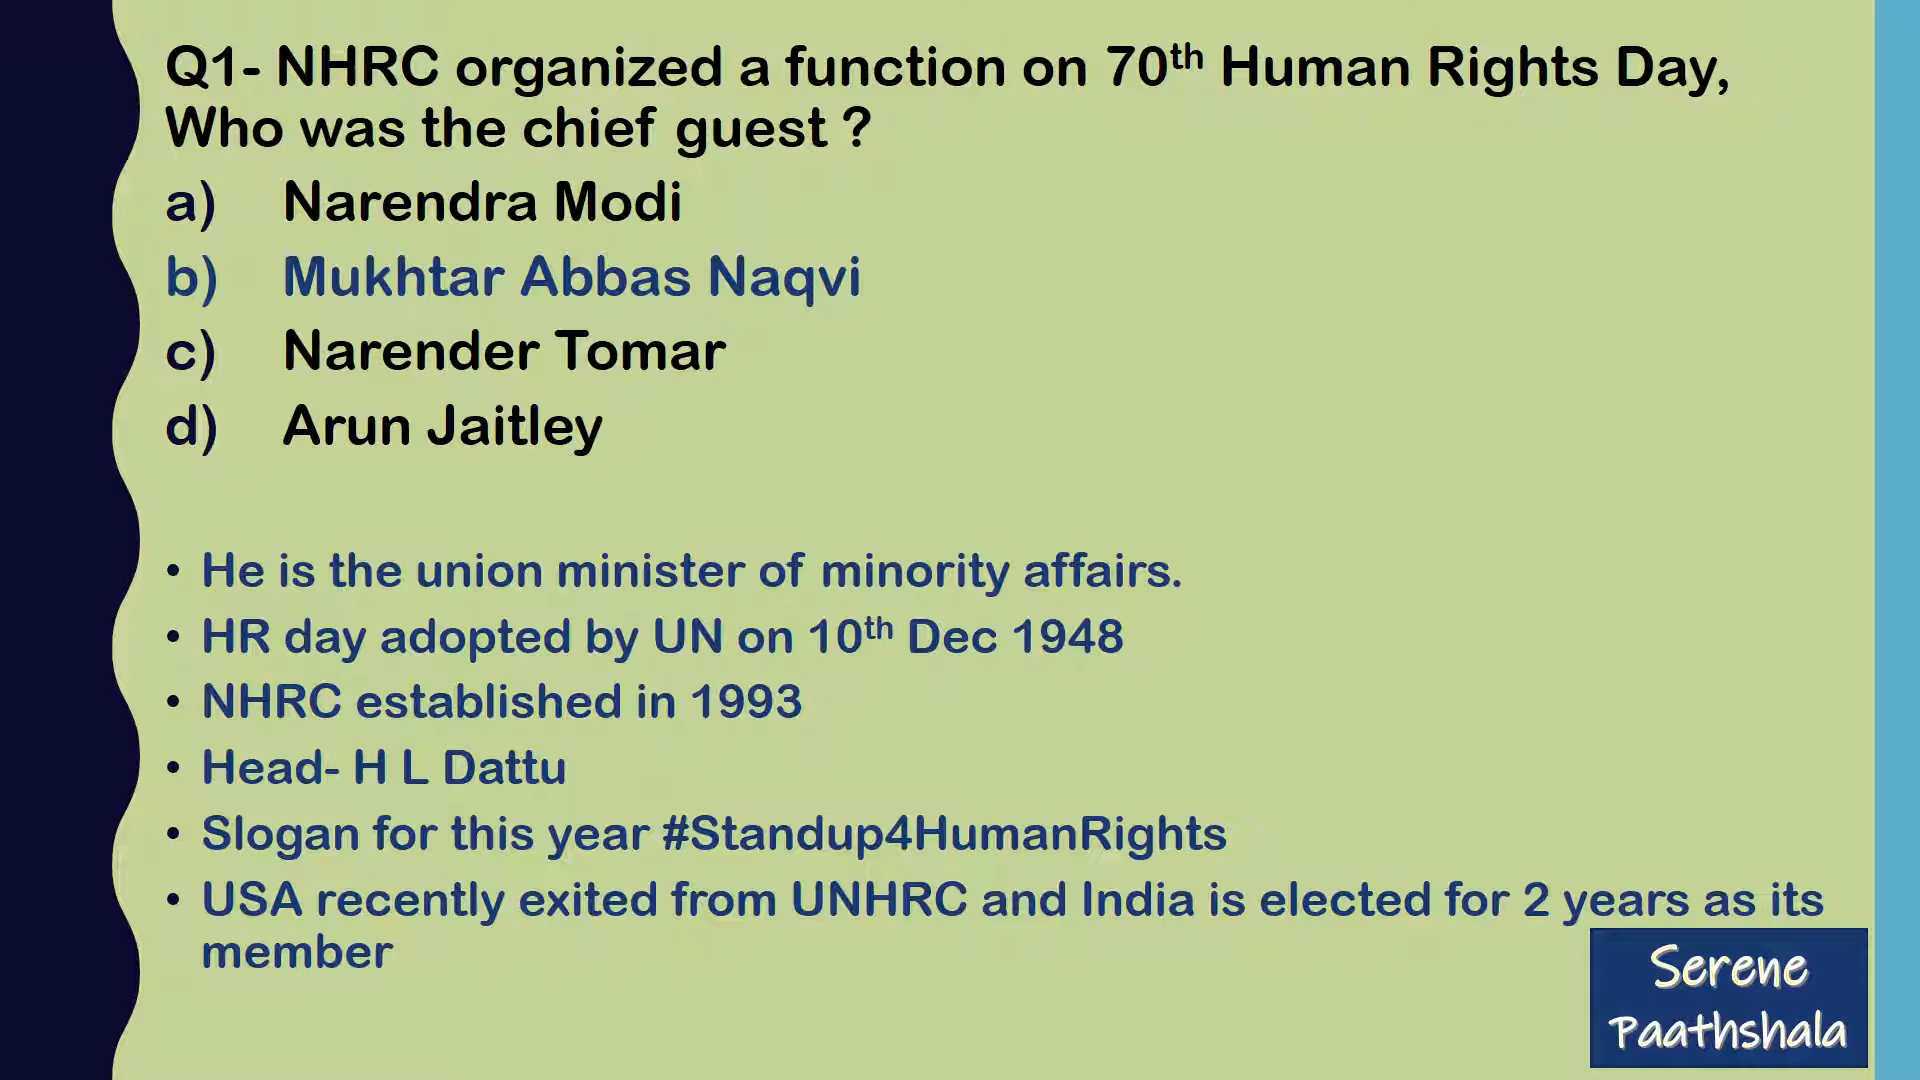 Q1- NHRC organized a function on 70th Human Rights Day,
Who was the chief guest ?
a) Narendra Modi
b) Mukhtar Abbas Naqvi
c) Narender Tomar
d) Arun Jaitley
• He is the union minister of minority affairs.
• HR day adopted by UN on 10th Dec 1948
• NHRC established in 1993
• Head- H L Dattu
• Slogan for this year #Standup4HumanRights
• USA recently exited from UNHRC and India is elected for 2 years as its
member
Serene
Paathshala